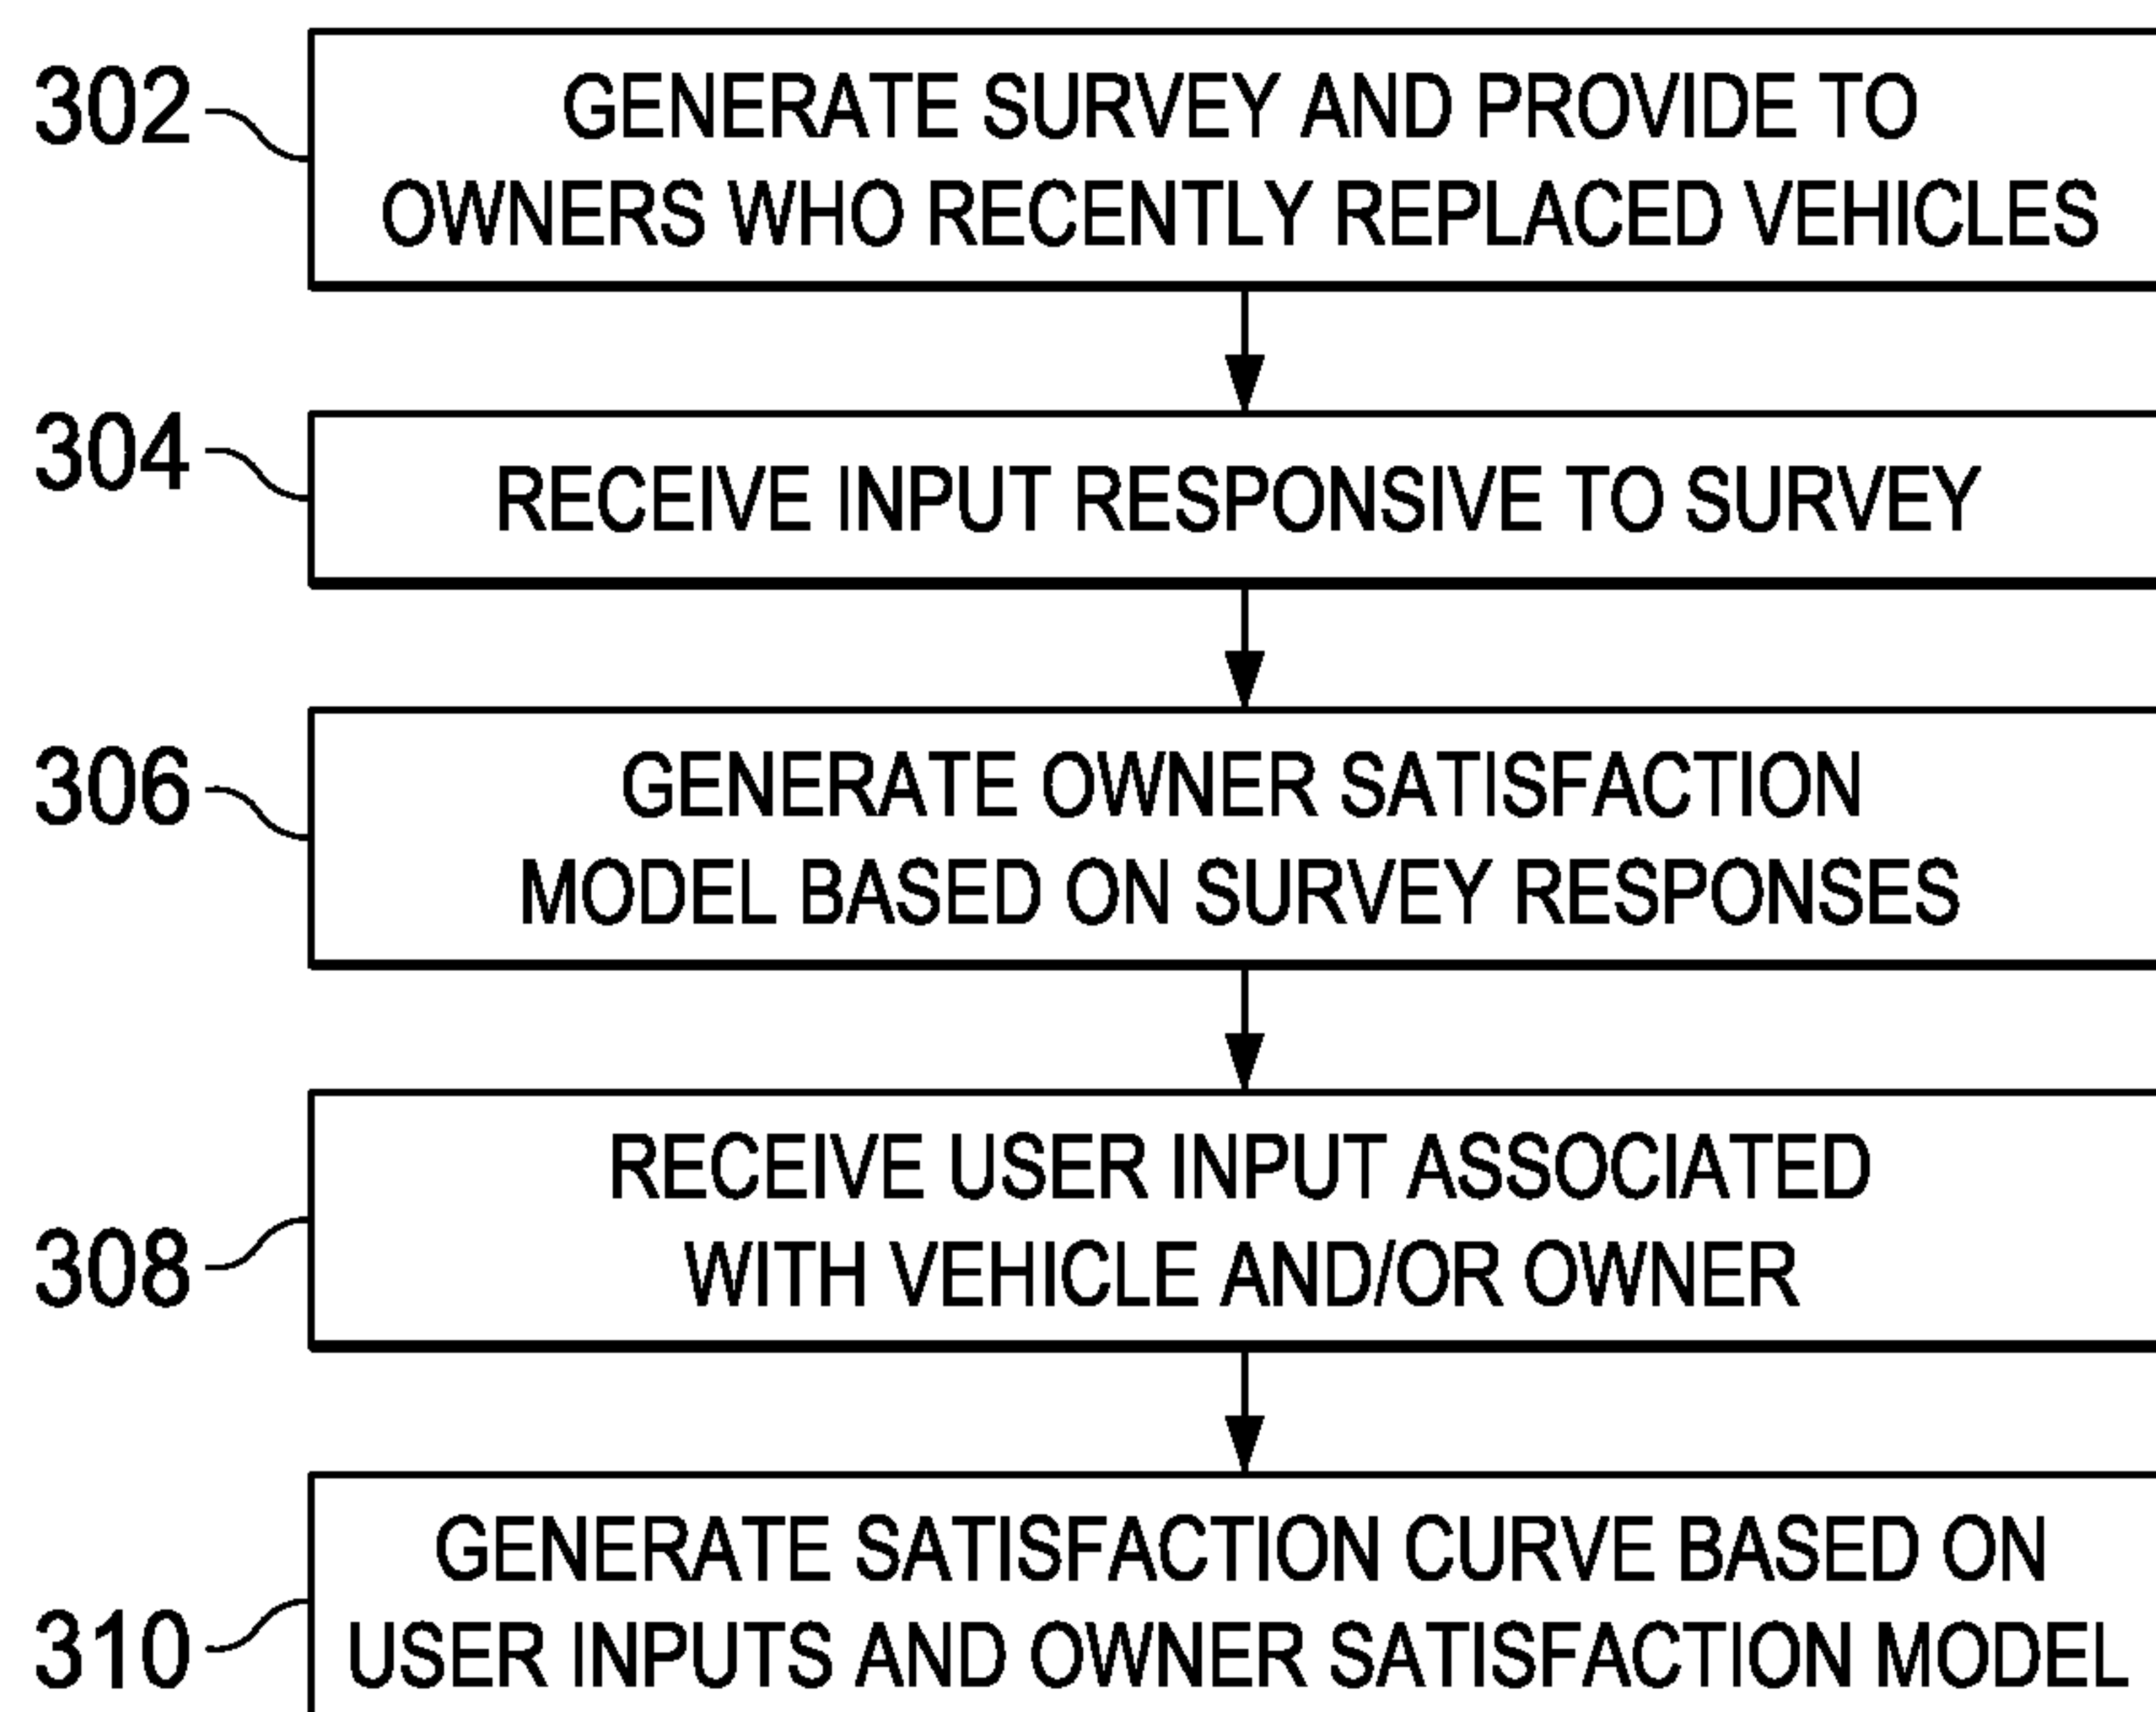 302
GENERATE SURVEY AND PROVIDE TO
OWNERS WHO RECENTLY REPLACED VEHICLES
304
RECEIVE INPUT RESPONSIVE TO SURVEY
306
GENERATE OWNER SATISFACTION
MODEL BASED ON SURVEY RESPONSES
308
RECEIVE USER INPUT ASSOCIATED
WITH VEHICLE AND/OR OWNER
310
GENERATE SATISFACTION CURVE BASED ON
USER INPUTS AND OWNER SATISFACTION MODEL